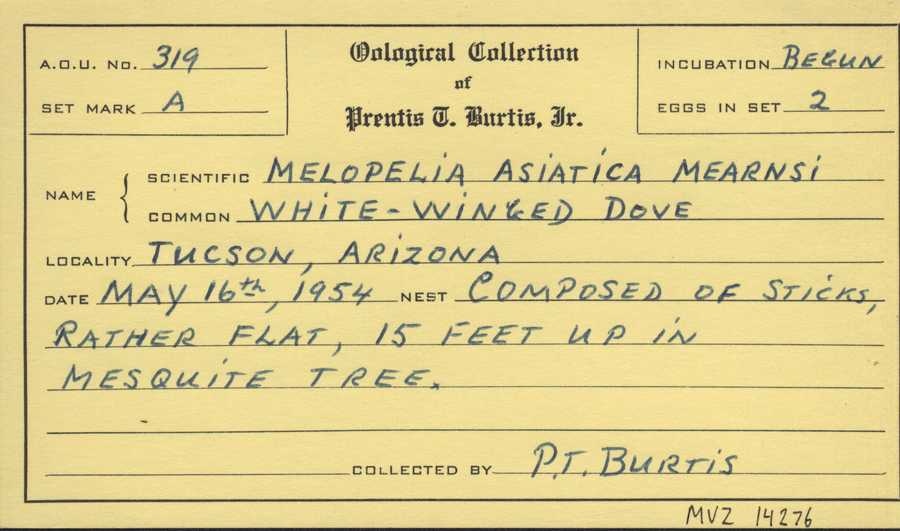 A.O.U. No. 319
SET MARK A
Oological Collection
of
Prentis T. Burtis, Jr.
INCUBATION BEGUN
EGGS IN SET 2
NAME { SCIENTIFIC MELOPELIA ASIATICA MEARNSI
COMMON WHITE-WINGED DOVE
LOCALITY TUCSON, ARIZONA
DATE MAY 16th, 1954 NEST COMPOSED OF STICKS,
RATHER FLAT, 15 FEET UP IN
MESQUITE TREE.
COLLECTED BY P.T. BURTIS
MVZ 14276